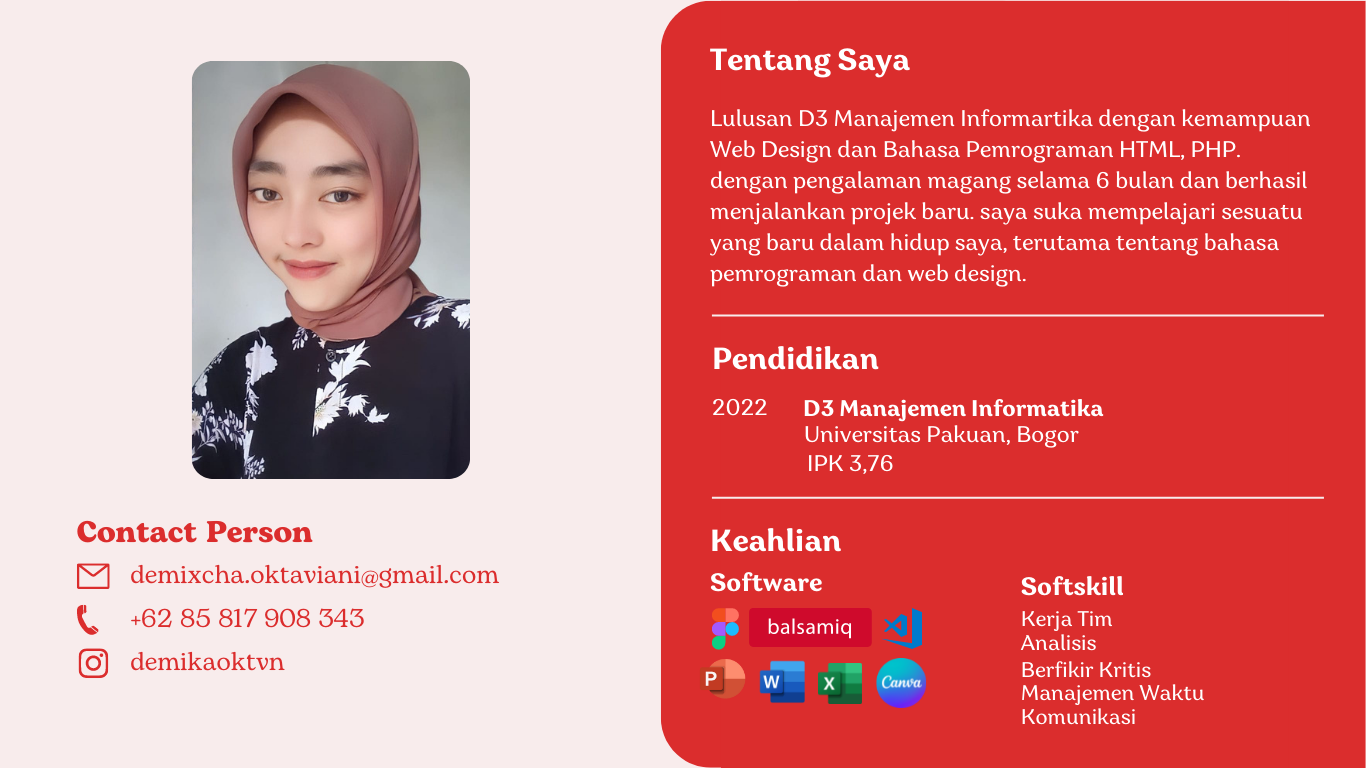 Contact Person
demixcha.oktaviani@gmail.com
+62 85 817 908 343
demikaoktvn
Tentang Saya
Lulusan D3 Manajemen Informartika dengan kemampuan
Web Design dan Bahasa Pemrograman HTML, PHP.
dengan pengalaman magang selama 6 bulan dan berhasil
menjalankan projek baru. saya suka mempelajari sesuatu
yang baru dalam hidup saya, terutama tentang bahasa
pemrograman dan web design.
Pendidikan
2022 D3 Manajemen Informatika
Universitas Pakuan, Bogor
IPK 3,76
Keahlian
Software
balsamiq
P W X Canva
Softskill
Kerja Tim
Analisis
Berfikir Kritis
Manajemen Waktu
Komunikasi